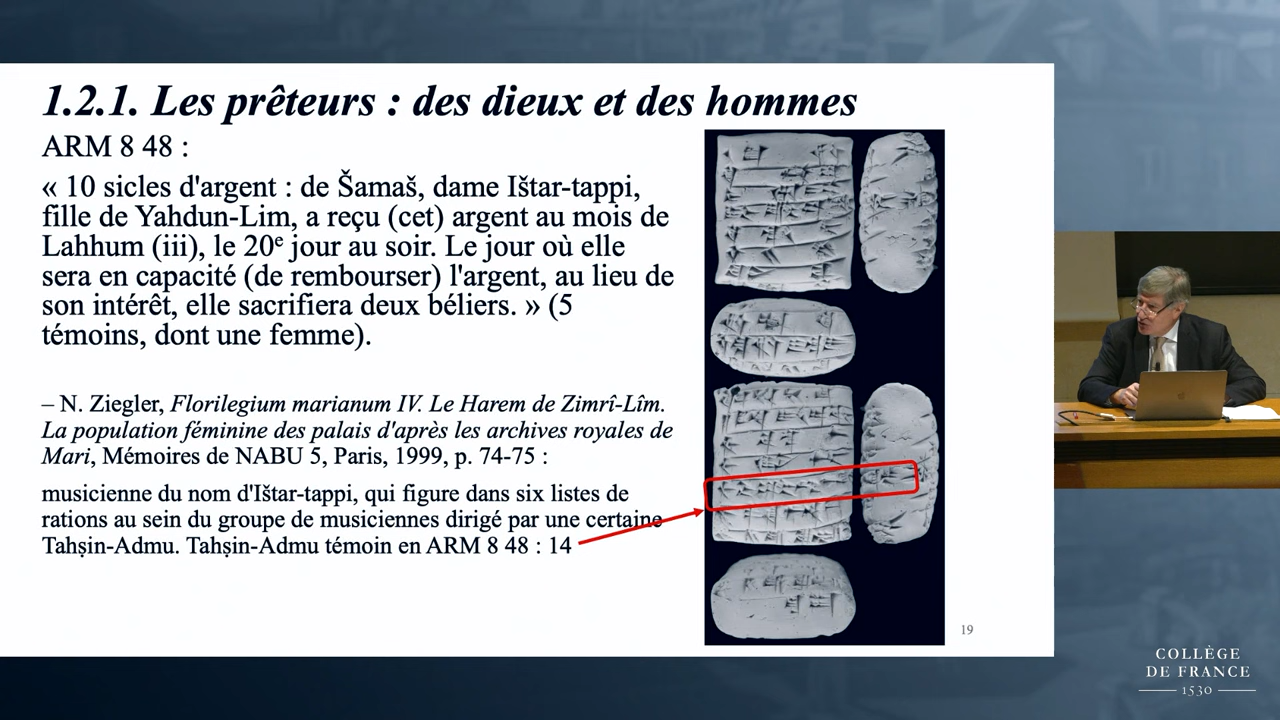 1.2.1. Les prêteurs : des dieux et des hommes
ARM 8 48 :
« 10 sicles d'argent : de Šamaš, dame Ištar-tappi,
fille de Yahdun-Lim, a reçu (cet) argent au mois de
Lahhum (iii), le 20e jour au soir. Le jour où elle
sera en capacité (de rembourser) l'argent, au lieu de
son intérêt, elle sacrifiera deux béliers. » (5
témoins, dont une femme).
– N. Ziegler, Florilegium marianum IV. Le Harem de Zimrî-Lîm.
La population féminine des palais d'après les archives royales de
Mari, Mémoires de NABU 5, Paris, 1999, p. 74-75 :
musicienne du nom d'Ištar-tappi, qui figure dans six listes de
rations au sein du groupe de musiciennes dirigé par une certaine
Tahṣin-Admu. Tahṣin-Admu témoin en ARM 8 48 : 14
19
COLLÈGE
DE FRANCE
1530